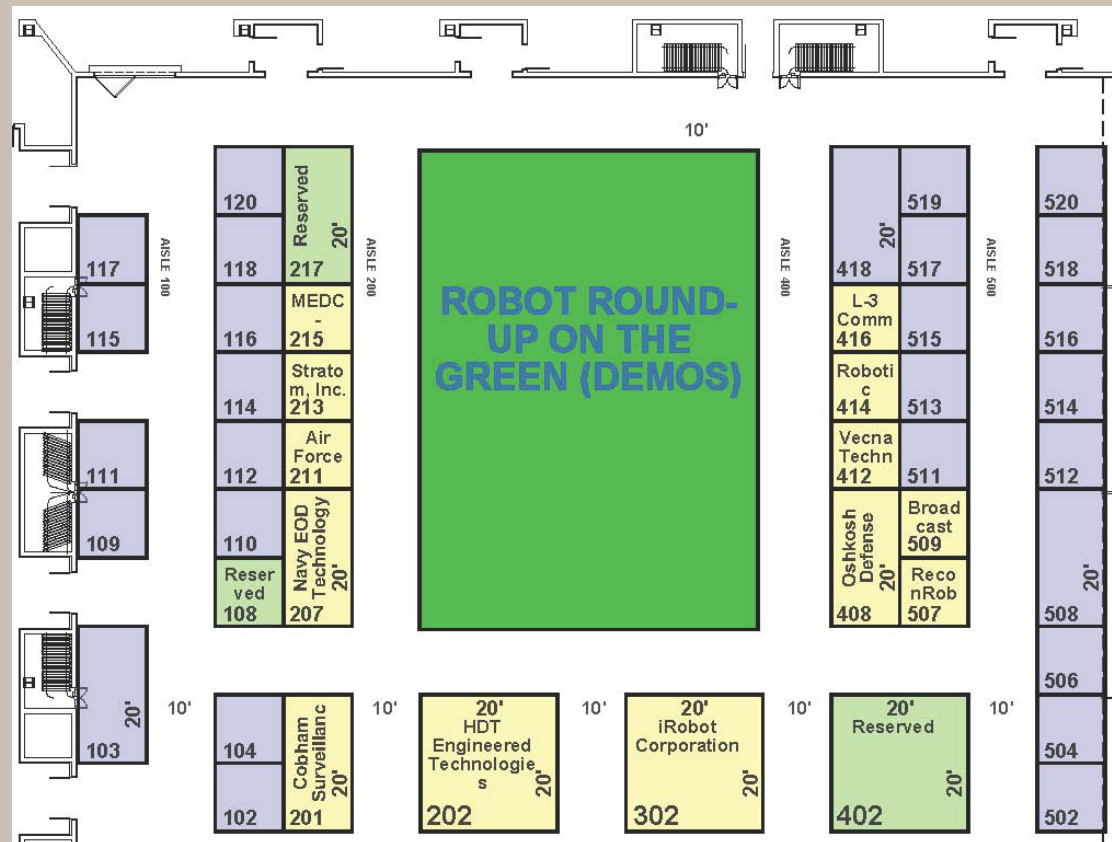 10'
120
Reserved
20'
217
118
117
115
AISLE 100
AISLE 200
MEDC
-
215
116
Strato
m, Inc.
213
114
Air
Force
211
112
111
109
110
Navy EOD
Technology
20'
207
Reser
ved
108
ROBOT ROUND-
UP ON THE
GREEN (DEMOS)
AISLE 400
20'
418
519
517
AISLE 500
520
518
L-3
Comm
416
515
516
Roboti
c
414
513
514
Vecna
Techn
412
511
512
Oshkosh
Defense
20'
408
Broad
cast
509
Reco
nRob
507
20'
508
506
504
502
20'
103
10'
104
102
Cobham
Surveillanc
20'
201
10'
20'
HDT
Engineered
Technologie
s
20'
202
10'
20'
iRobot
Corporation
20'
302
10'
20'
Reserved
20'
402
10'